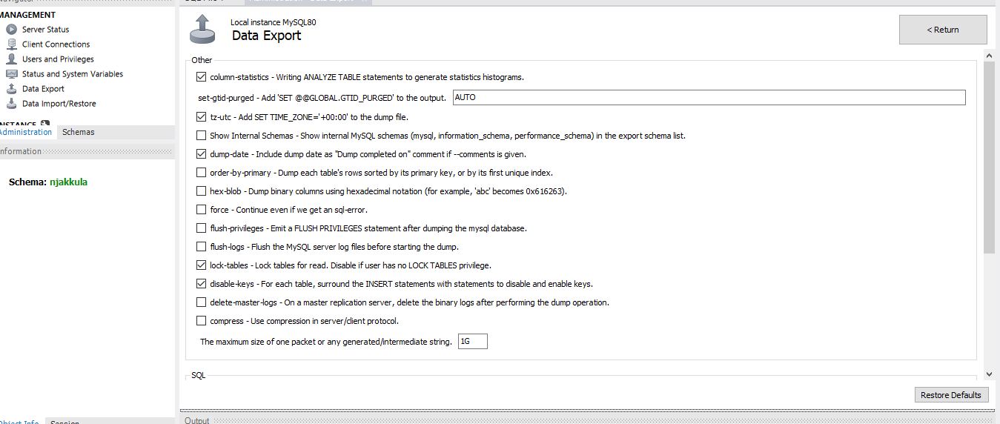 MANAGEMENT
Server Status
Client Connections
Users and Privileges
Status and System Variables
Data Export
Data Import/Restore
INSTANCE
Administration Schemas
Information
Schema: njakkula
Object Info Session
Local instance MySQL80
Data Export
< Return
Other
column-statistics - Writing ANALYZE TABLE statements to generate statistics histograms.
set-gtid-purged - Add 'SET @@GLOBAL.GTID_PURGED' to the output. AUTO
tz-utc - Add SET TIME_ZONE='+00:00' to the dump file.
Show Internal Schemas - Show internal MySQL schemas (mysql, information_schema, performance_schema) in the export schema list.
dump-date - Include dump date as "Dump completed on" comment if --comments is given.
order-by-primary - Dump each table's rows sorted by its primary key, or by its first unique index.
hex-blob - Dump binary columns using hexadecimal notation (for example, 'abc' becomes 0x616263).
force - Continue even if we get an sql-error.
flush-privileges - Emit a FLUSH PRIVILEGES statement after dumping the mysql database.
flush-logs - Flush the MySQL server log files before starting the dump.
lock-tables - Lock tables for read. Disable if user has no LOCK TABLES privilege.
disable-keys - For each table, surround the INSERT statements with statements to disable and enable keys.
delete-master-logs - On a master replication server, delete the binary logs after performing the dump operation.
compress - Use compression in server/client protocol.
The maximum size of one packet or any generated/intermediate string. 1G
SQL
Restore Defaults
Output